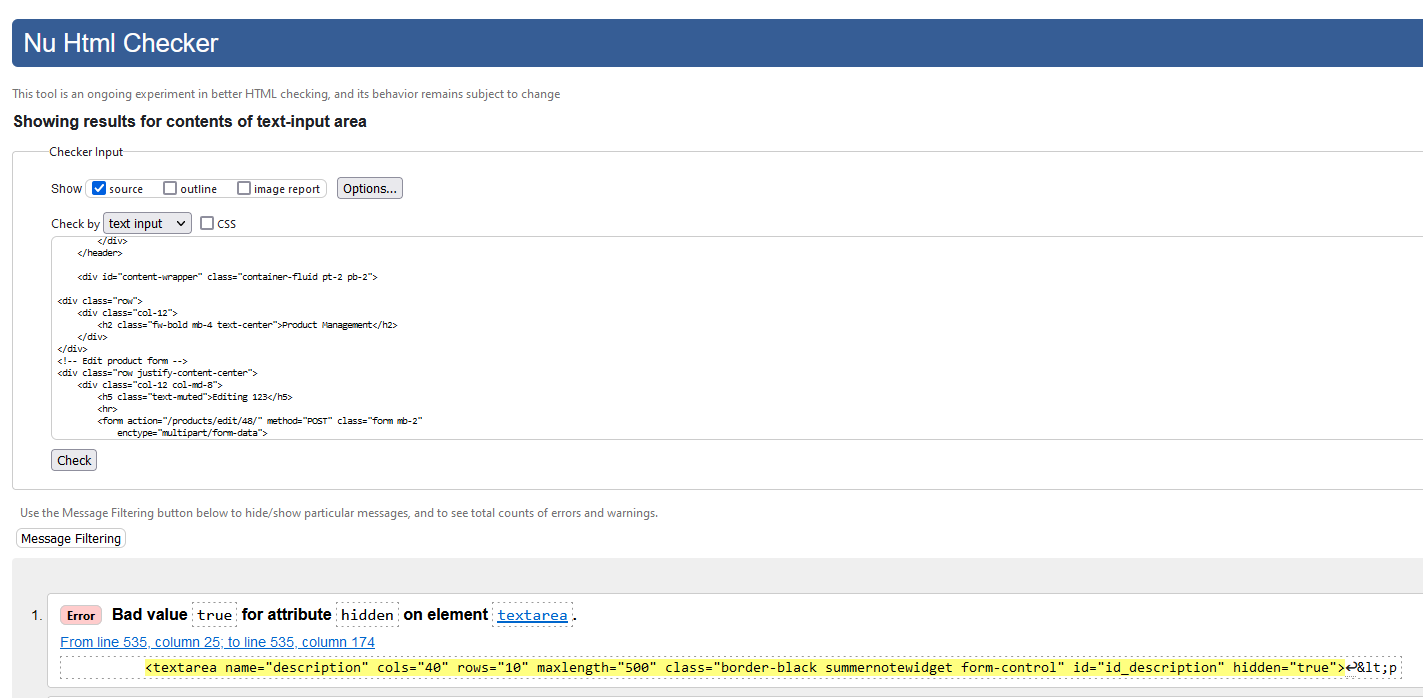 Nu Html Checker
This tool is an ongoing experiment in better HTML checking, and its behavior remains subject to change
Showing results for contents of text-input area
Checker Input
Show source outline image report Options...
Check by text input CSS
</div>
</header>
<div id="content-wrapper" class="container-fluid pt-2 pb-2">
<div class="row">
<div class="col-12">
<h2 class="fw-bold mb-4 text-center">Product Management</h2>
</div>
</div>
<!-- Edit product form -->
<div class="row justify-content-center">
<div class="col-12 col-md-8">
<h5 class="text-muted">Editing 123</h5>
<hr>
<form action="/products/edit/48/" method="POST" class="form mb-2"
enctype="multipart/form-data">
Check
Use the Message Filtering button below to hide/show particular messages, and to see total counts of errors and warnings.
Message Filtering
1. Error Bad value true for attribute hidden on element textarea.
From line 535, column 25; to line 535, column 174
<textarea name="description" cols="40" rows="10" maxlength="500" class="border-black summernotewidget form-control" id="id_description" hidden="true">↩&lt;p